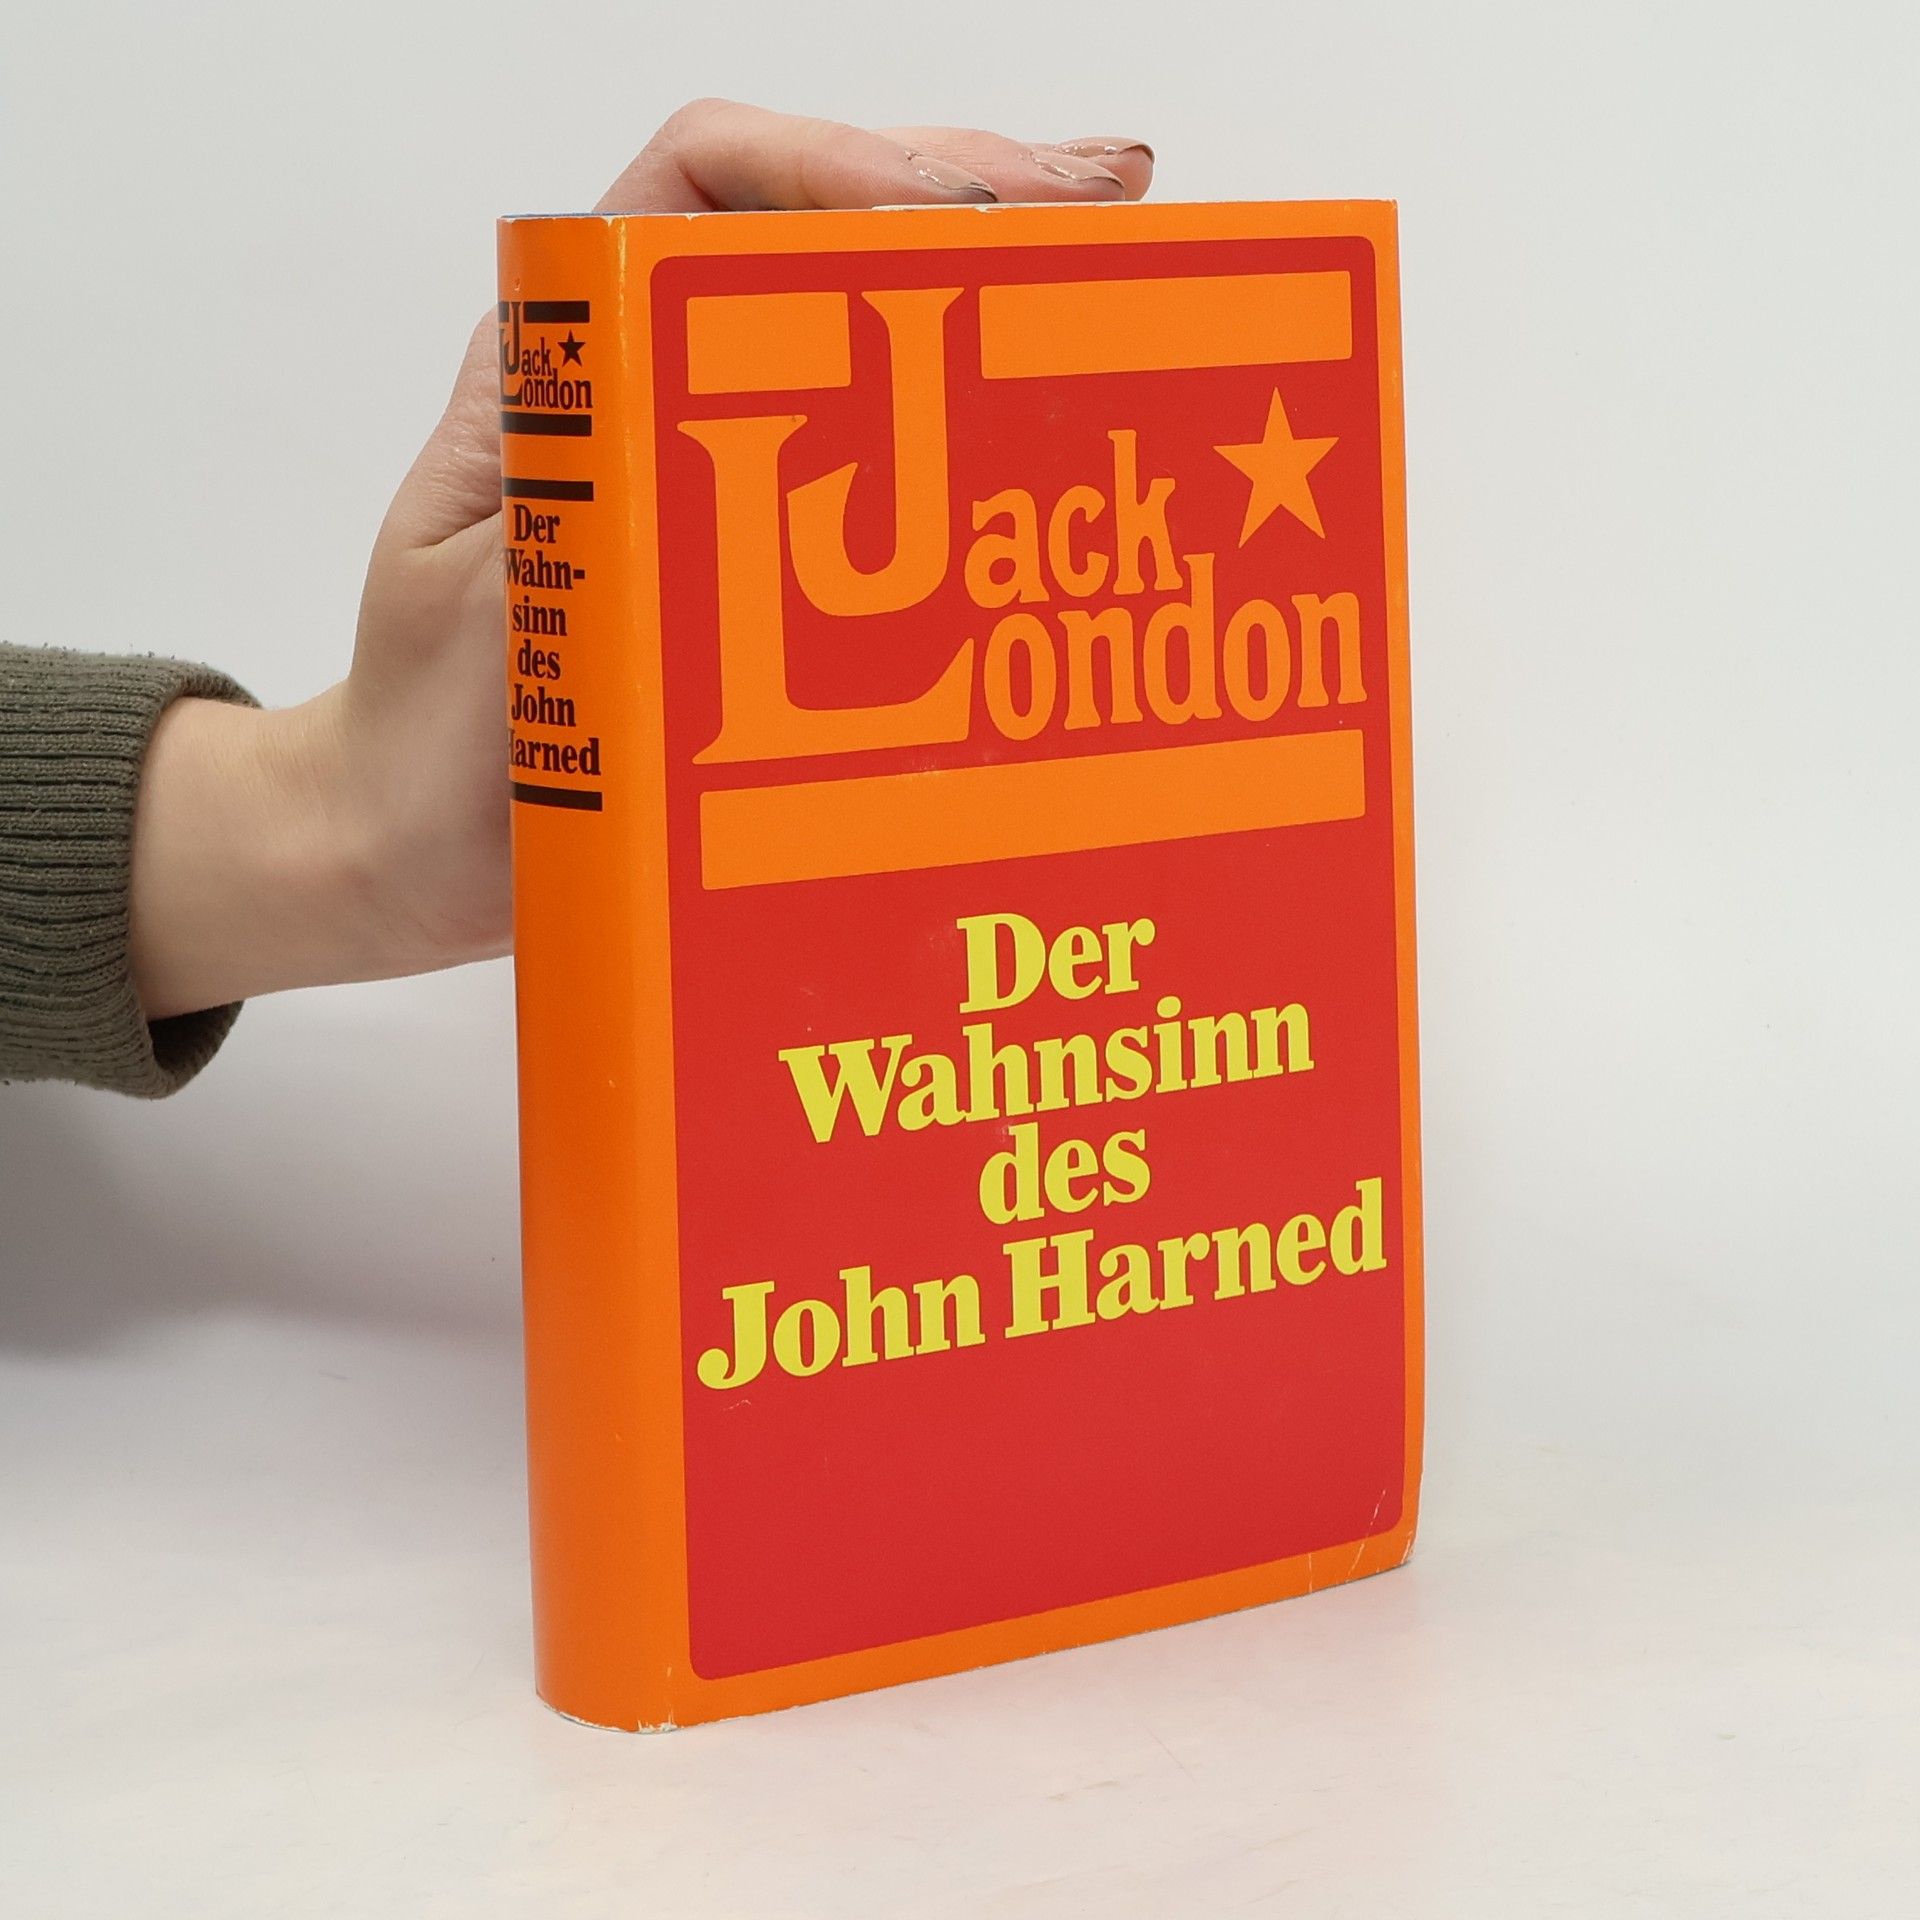 Jack
London
Der
Wahn-
sinn
des
John
Harned
Jack
London
Der
Wahnsinn
des
John Harned